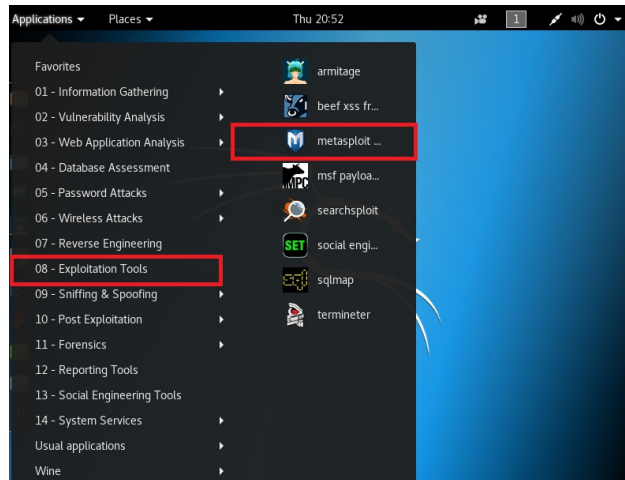 Applications Places Thu 20:52 1
Favorites
01 - Information Gathering
02 - Vulnerability Analysis
03 - Web Application Analysis
04 - Database Assessment
05 - Password Attacks
06 - Wireless Attacks
07 - Reverse Engineering
08 - Exploitation Tools
09 - Sniffing & Spoofing
10 - Post Exploitation
11 - Forensics
12 - Reporting Tools
13 - Social Engineering Tools
14 - System Services
Usual applications
Wine
armitage
beef xss fr...
M metasploit ...
MPC msf payloa...
searchsploit
SET social engi...
sql sqlmap
termineter